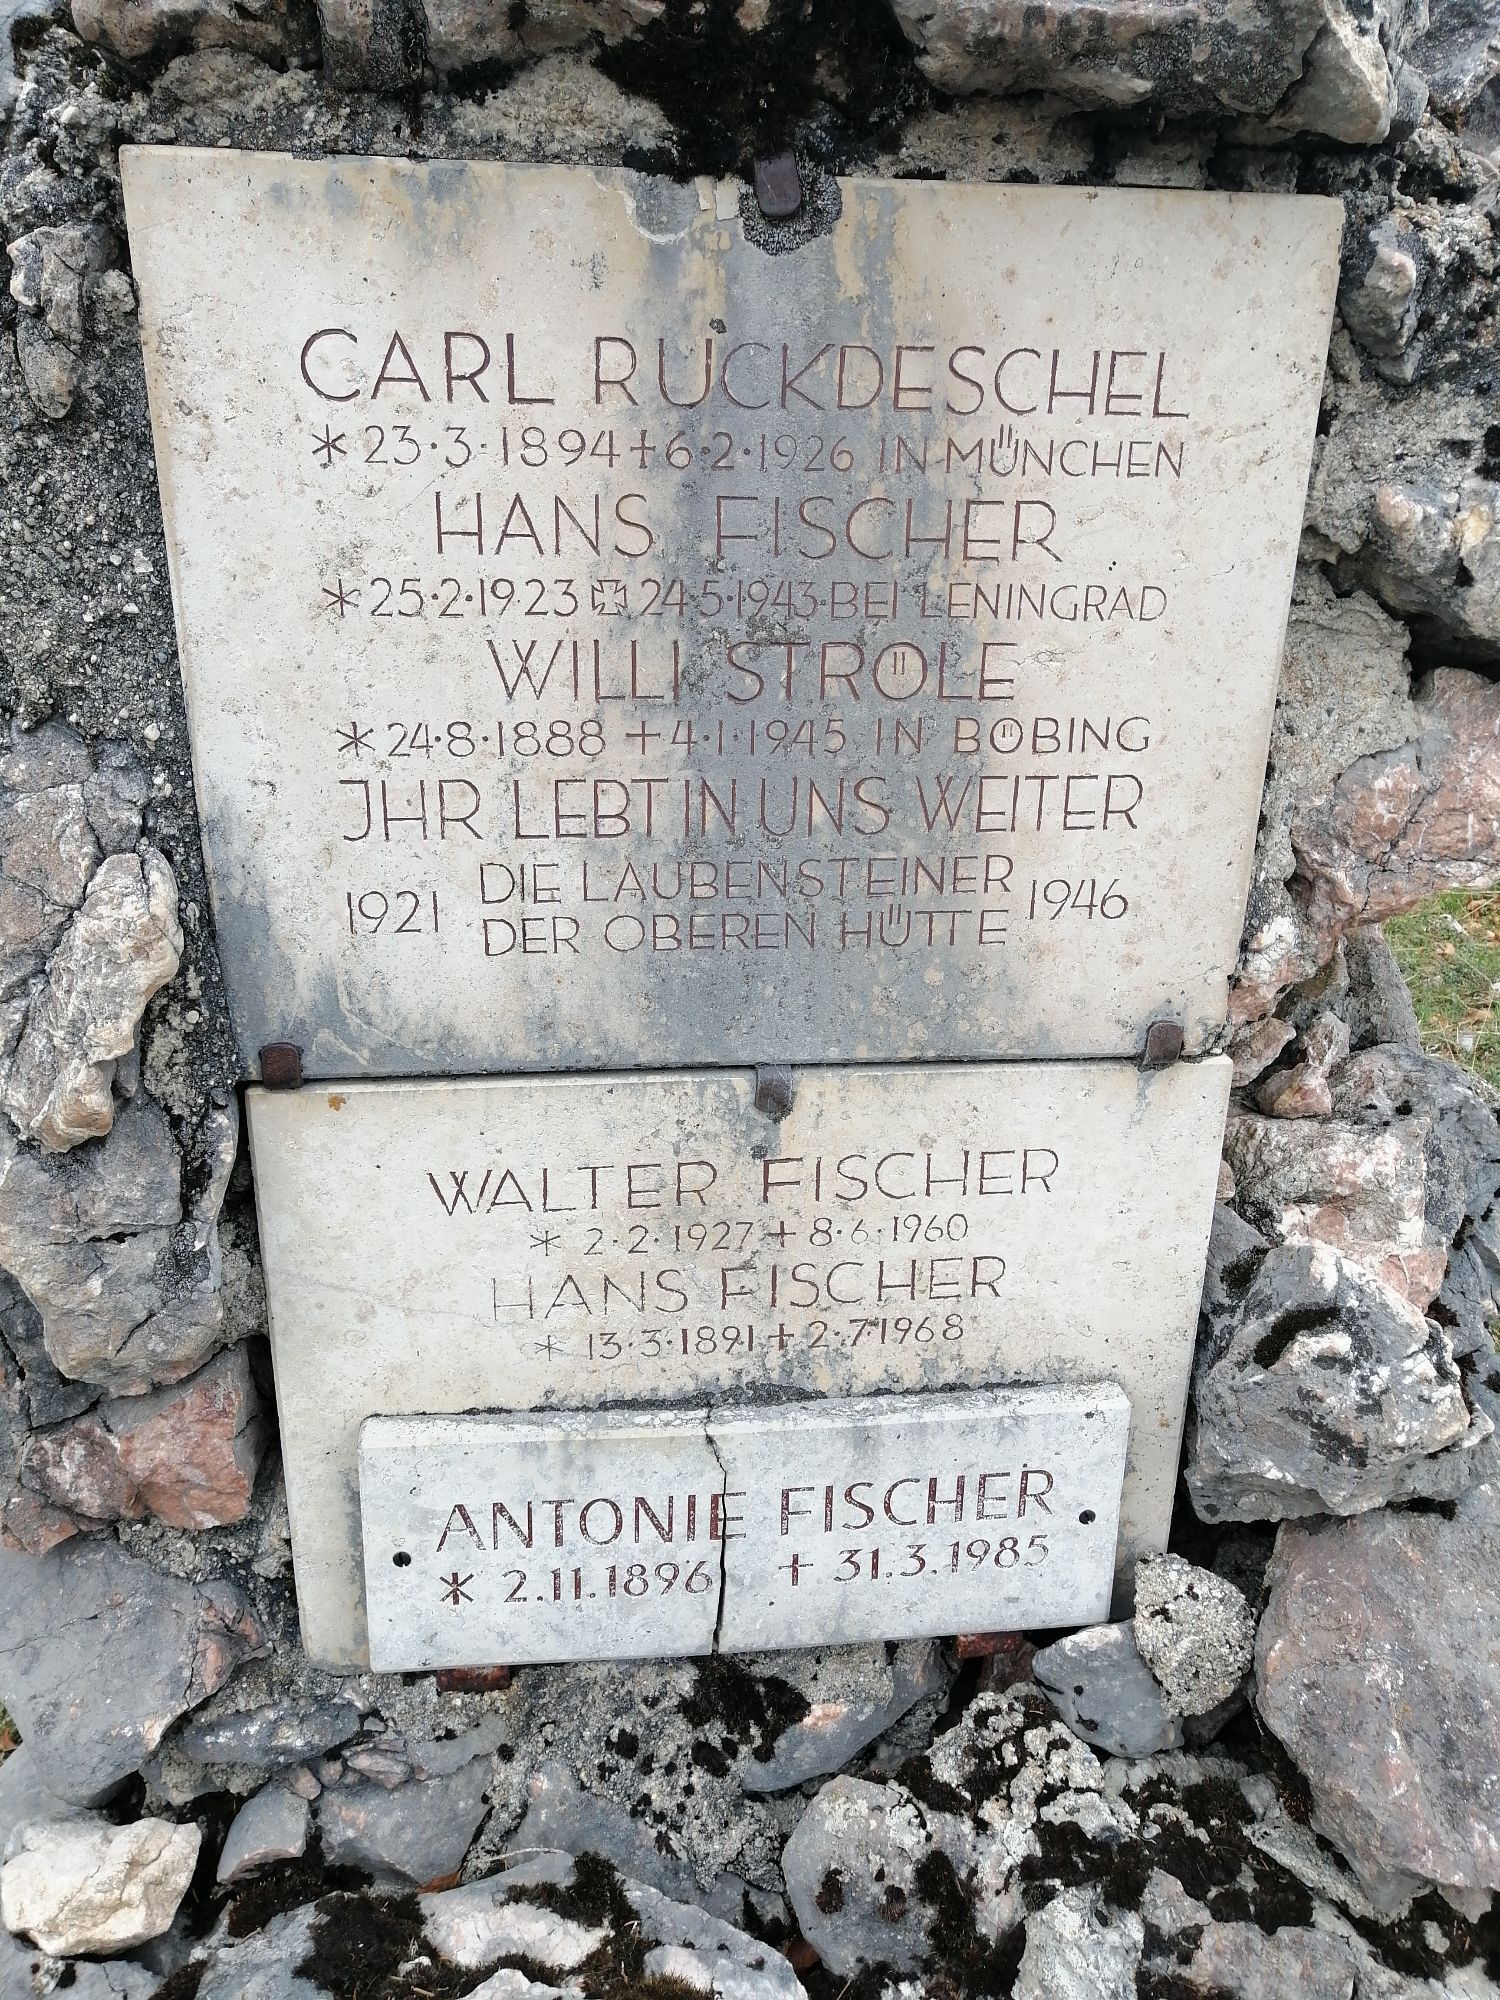 CARL RÜCKDESCHEL
* 23·3·1894 + 6·2·1926 IN MÜNCHEN
HANS FISCHER
* 25·2·1923 ✠ 24·5·1943·BEI LENINGRAD
WILLI STRÖLE
* 24·8·1888 + 4·1·1945 IN BÖBING
JHR LEBT IN UNS WEITER
1921 DIE LAUBENSTEINER 1946
DER OBEREN HÜTTE
WALTER FISCHER
* 2·2·1927 + 8·6·1960
HANS FISCHER
* 13·3·1891 + 2·7·1968
ANTONIE FISCHER
* 2.11.1896 + 31.3.1985